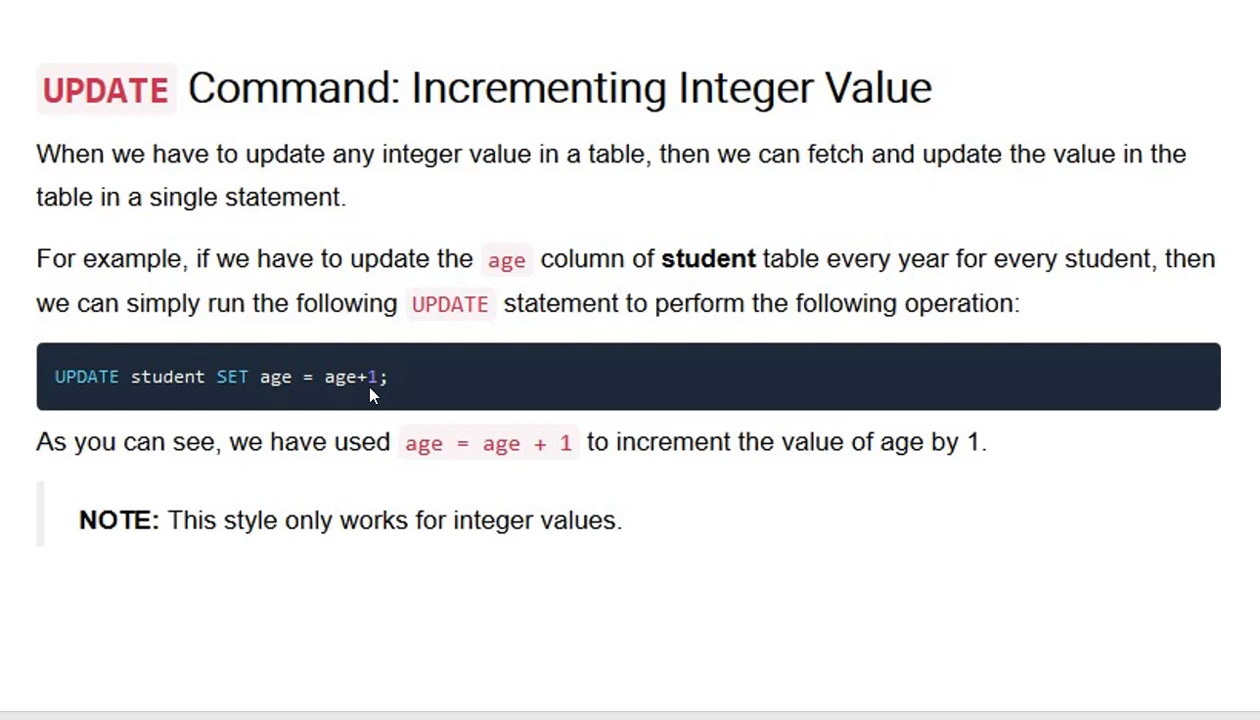 UPDATE Command: Incrementing Integer Value
When we have to update any integer value in a table, then we can fetch and update the value in the
table in a single statement.
For example, if we have to update the age column of student table every year for every student, then
we can simply run the following UPDATE statement to perform the following operation:
UPDATE student SET age = age+1;
As you can see, we have used age = age + 1 to increment the value of age by 1.
NOTE: This style only works for integer values.